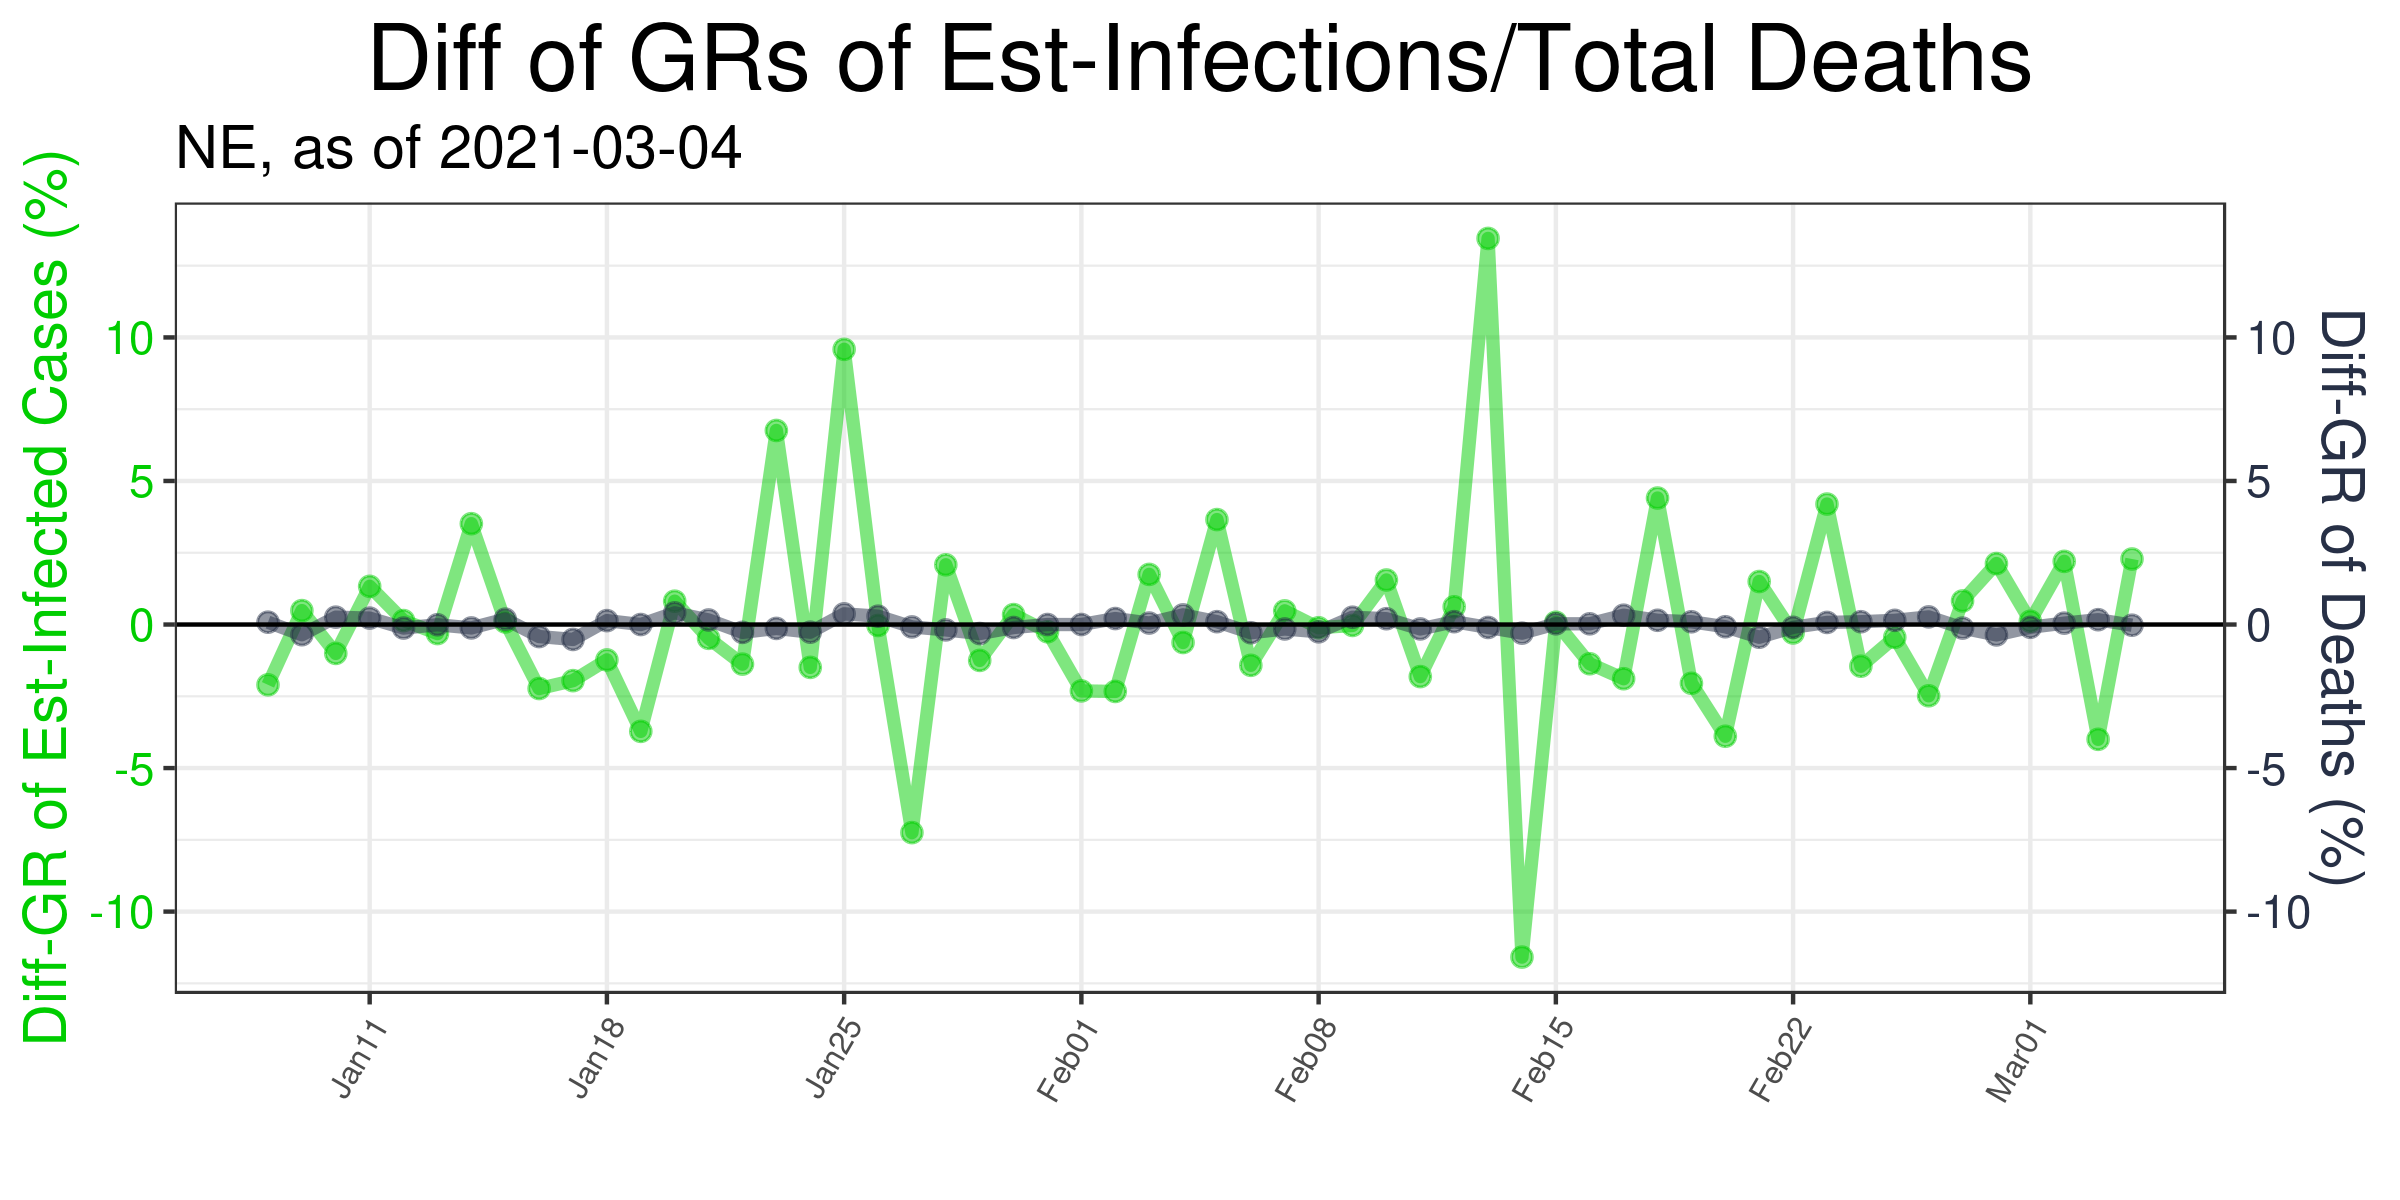 Diff of GRs of Est-Infections/Total Deaths
NE, as of 2021-03-04
Diff-GR of Est-Infected Cases (%)
10
5
0
-5
-10
10
5
0
-5
-10
Diff-GR of Deaths (%)
Jan11
Jan18
Jan25
Feb01
Feb08
Feb15
Feb22
Mar01